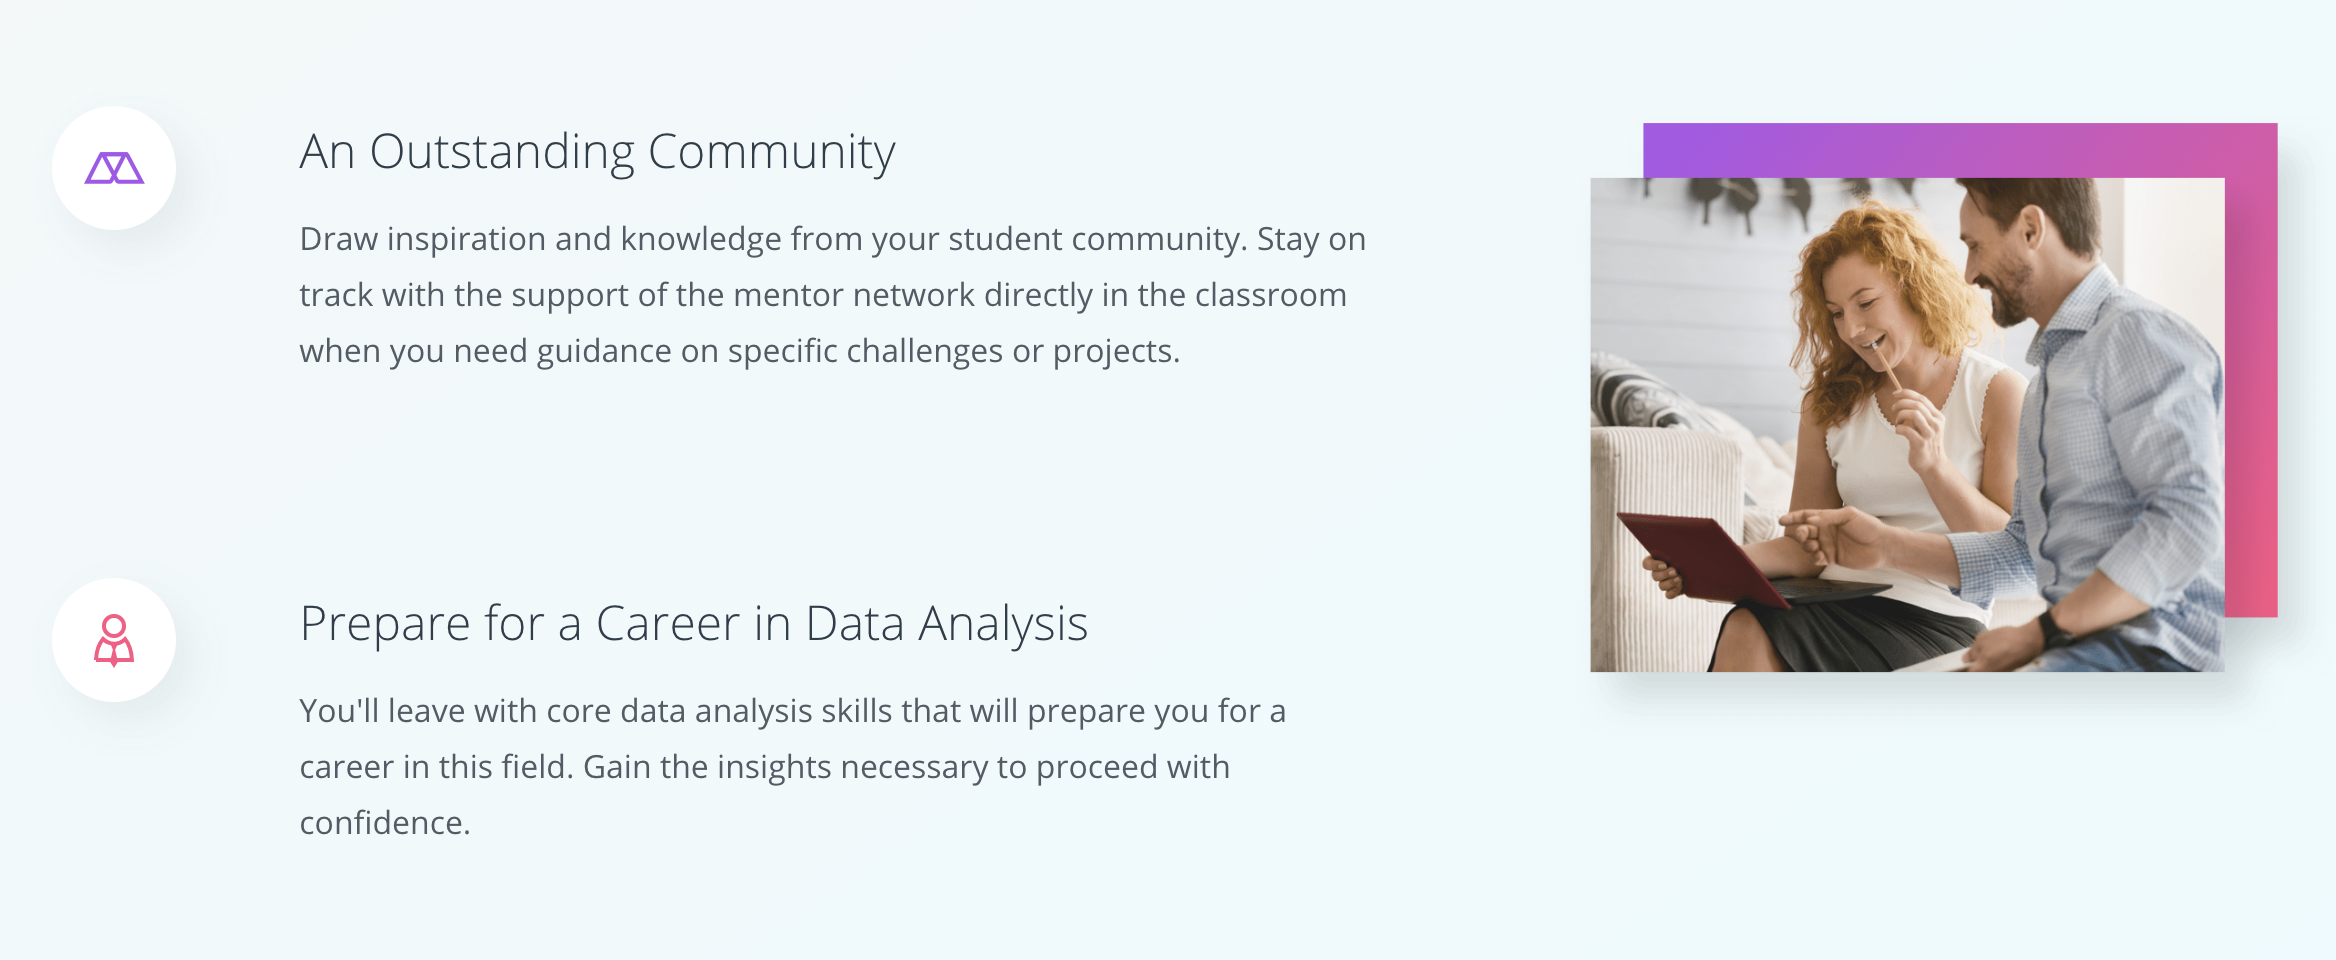 An Outstanding Community
Draw inspiration and knowledge from your student community. Stay on
track with the support of the mentor network directly in the classroom
when you need guidance on specific challenges or projects.
Prepare for a Career in Data Analysis
You'll leave with core data analysis skills that will prepare you for a
career in this field. Gain the insights necessary to proceed with
confidence.